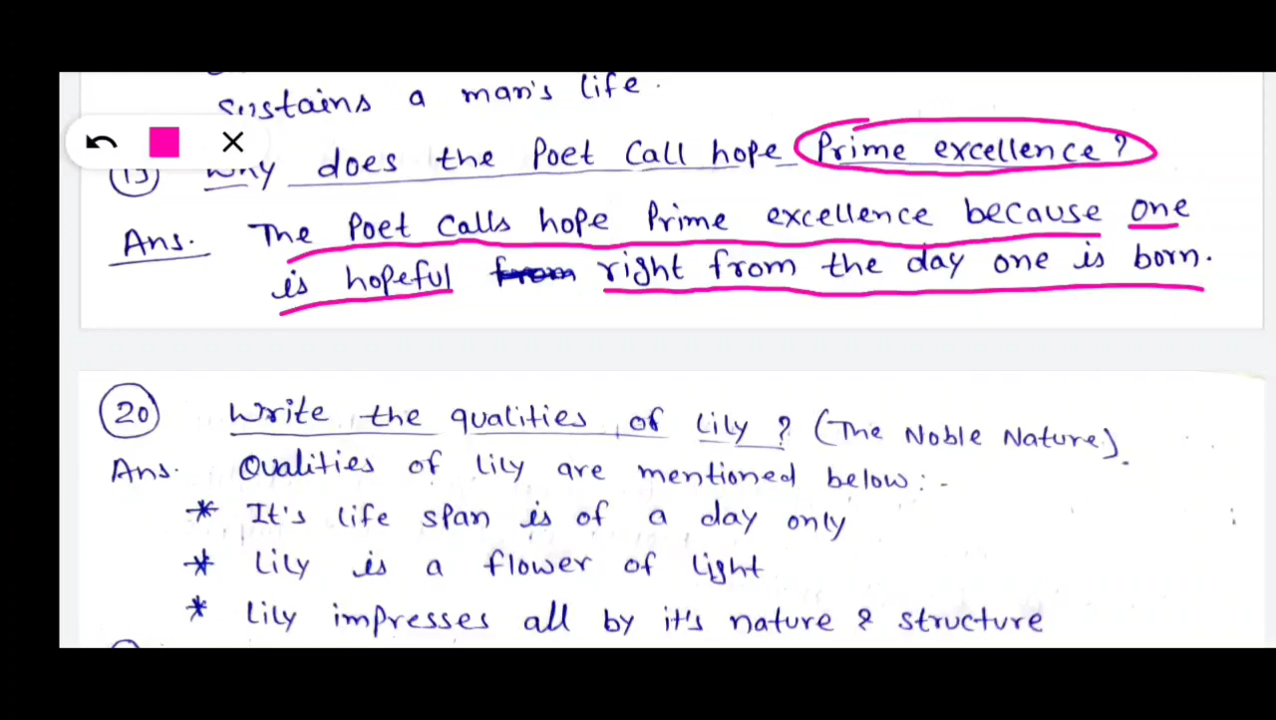 sustains a man's life.
(19) Why does the Poet Call hope Prime excellence?
Ans. The Poet Calls hope Prime excellence because one
is hopeful from right from the day one is born.
(20) Write the qualities of Lily? (The Noble Nature).
Ans. Qualities of Lily are mentioned below:-
* It's life span is of a day only
* Lily is a flower of light
* Lily impresses all by it's nature & structure